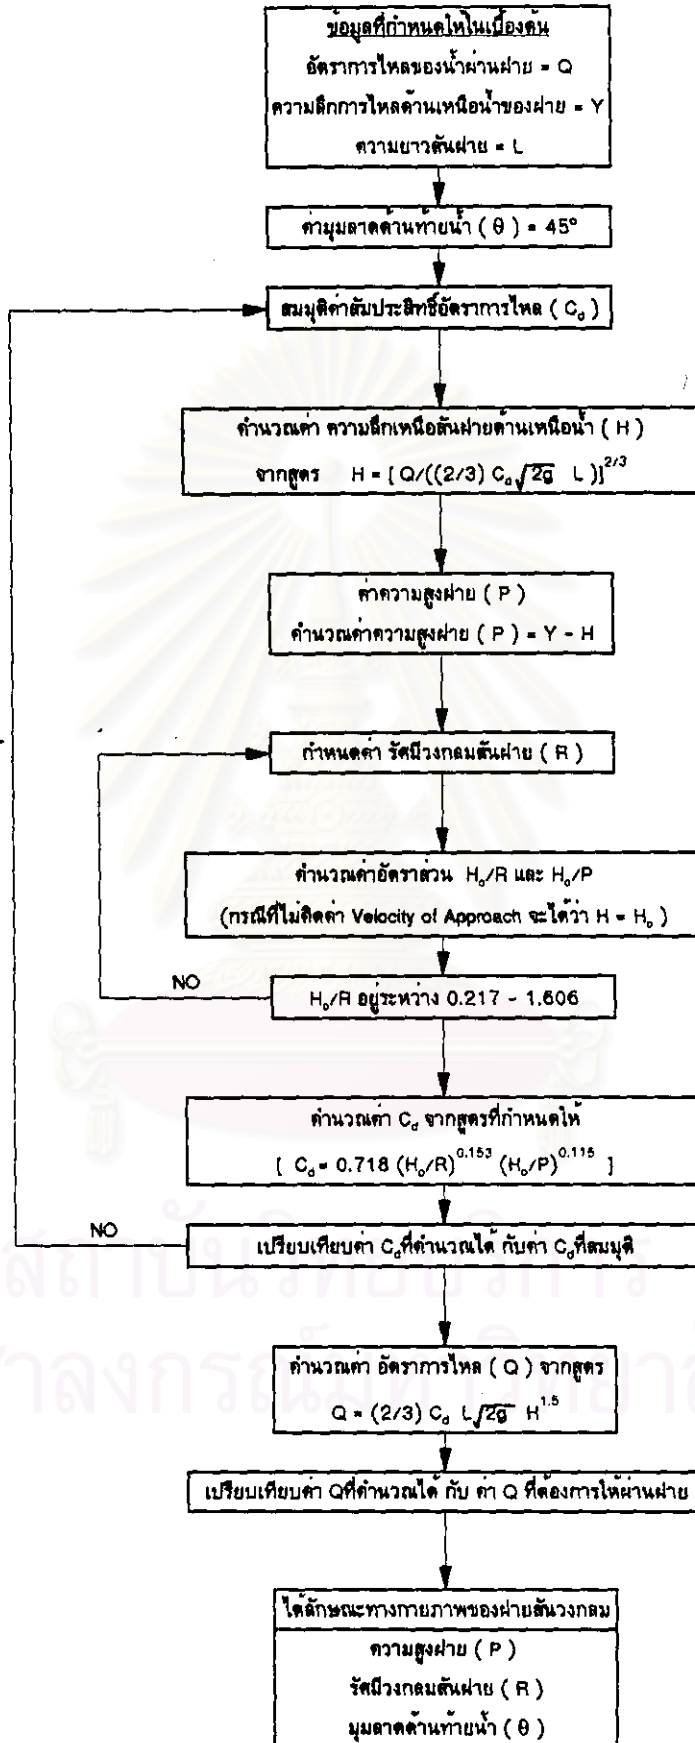 ข้อมูลที่กำหนดให้ในเบื้องต้น
อัตราการไหลของน้ำผ่านฝาย = Q
ความลึกการไหลด้านเหนือน้ำของฝาย = Y
ความยาวสันฝาย = L
ค่ามุมลาดด้านท้ายน้ำ ( θ ) = 45°
สมมุติค่าสัมประสิทธิ์อัตราการไหล ( C_d )
คำนวณค่า ความลึกเหนือสันฝายด้านเหนือน้ำ ( H )
จากสูตร H = [ Q/((2/3) C_d √2g L )]^2/3
ค่าความสูงฝาย ( P )
คำนวณค่าความสูงฝาย ( P ) = Y - H
กำหนดค่า รัศมีวงกลมสันฝาย ( R )
คำนวณค่าอัตราส่วน H_o/R และ H_o/P
(กรณีที่ไม่คิดค่า Velocity of Approach จะได้ว่า H = H_o )
NO
H_o/R อยู่ระหว่าง 0.217 - 1.606
คำนวณค่า C_d จากสูตรที่กำหนดให้
[ C_d = 0.718 (H_o/R)^0.153 (H_o/P)^0.115 ]
NO
เปรียบเทียบค่า C_d ที่คำนวณได้ กับค่า C_d ที่สมมุติ
คำนวณค่า อัตราการไหล ( Q ) จากสูตร
Q = (2/3) C_d L√2g H^1.5
เปรียบเทียบค่า Qที่คำนวณได้ กับ ค่า Q ที่ต้องการให้ผ่านฝาย
ได้ลักษณะทางกายภาพของฝายสันวงกลม
ความสูงฝาย ( P )
รัศมีวงกลมสันฝาย ( R )
มุมลาดด้านท้ายน้ำ ( θ )